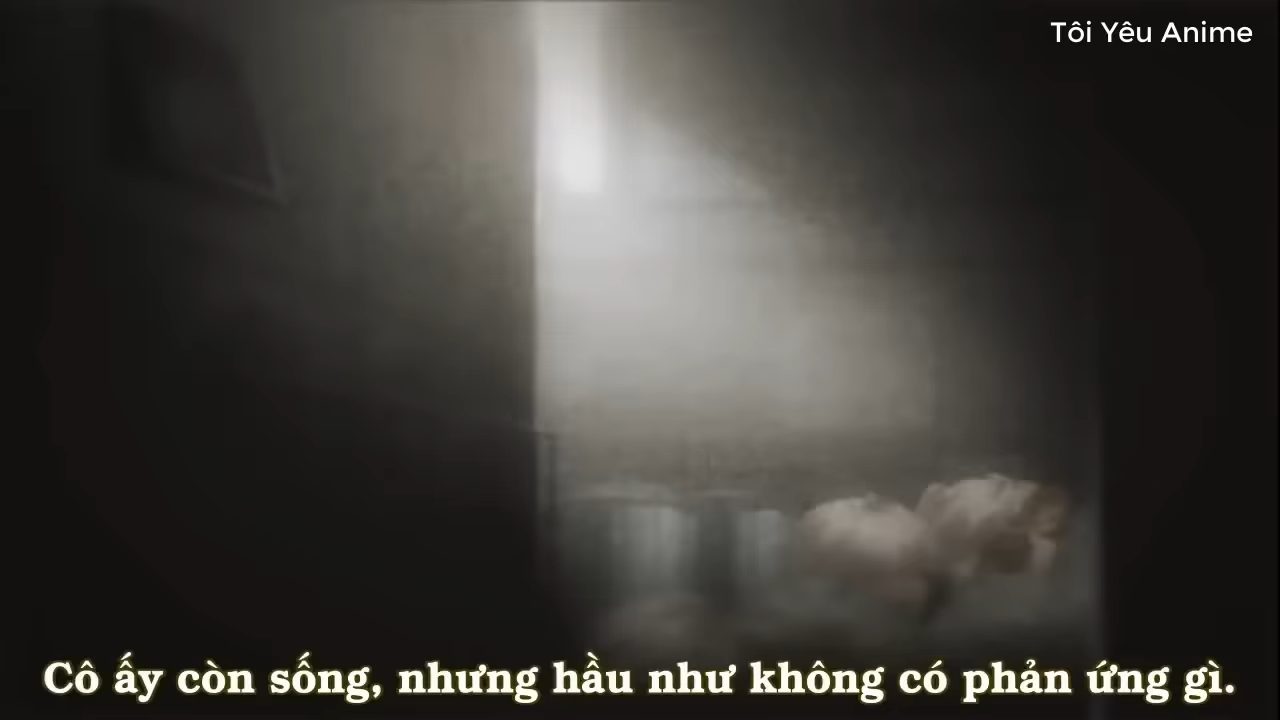 Tôi Yêu Anime
Cô ấy còn sống, nhưng hầu như không có phản ứng gì.